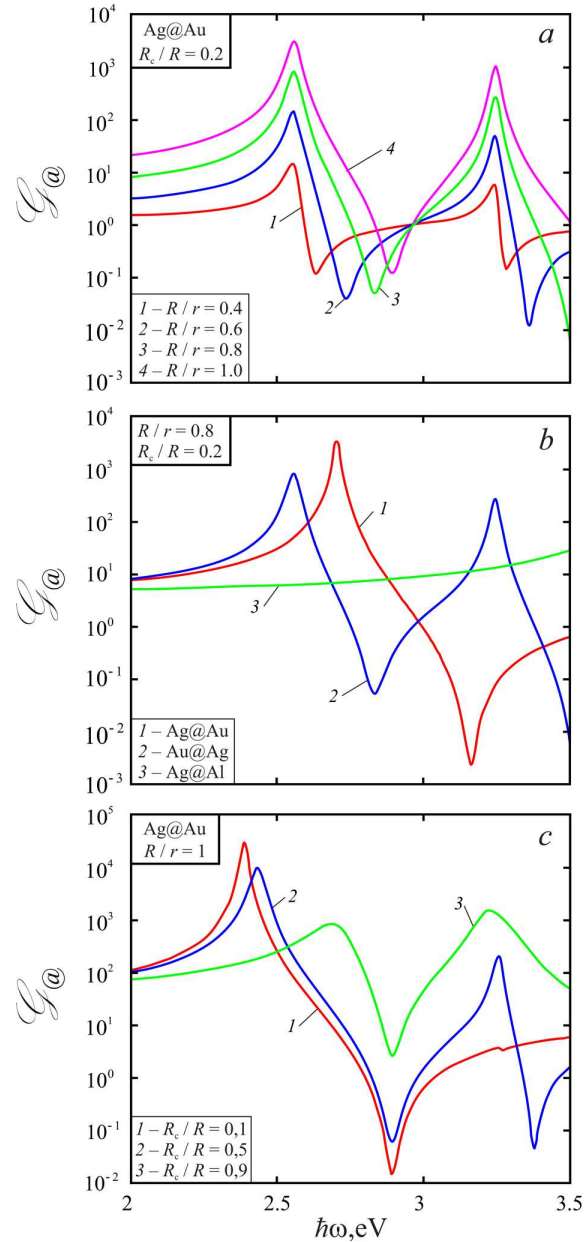 Ag@Au
R_c / R = 0.2
a
10^4
10^3
10^2
10^1
10^0
10^-1
10^-2
10^-3
𝒢_@
4
1
2
3
1 – R / r = 0.4
2 – R / r = 0.6
3 – R / r = 0.8
4 – R / r = 1.0
R / r = 0.8
R_c / R = 0.2
b
10^4
10^3
10^2
10^1
10^0
10^-1
10^-2
10^-3
𝒢_@
1
3
2
1 – Ag@Au
2 – Au@Ag
3 – Ag@Al
Ag@Au
R / r = 1
c
10^5
10^4
10^3
10^2
10^1
10^0
10^-1
10^-2
𝒢_@
2
3
1
1 – R_c / R = 0,1
2 – R_c / R = 0,5
3 – R_c / R = 0,9
2 2.5 3 3.5
ħω,eV